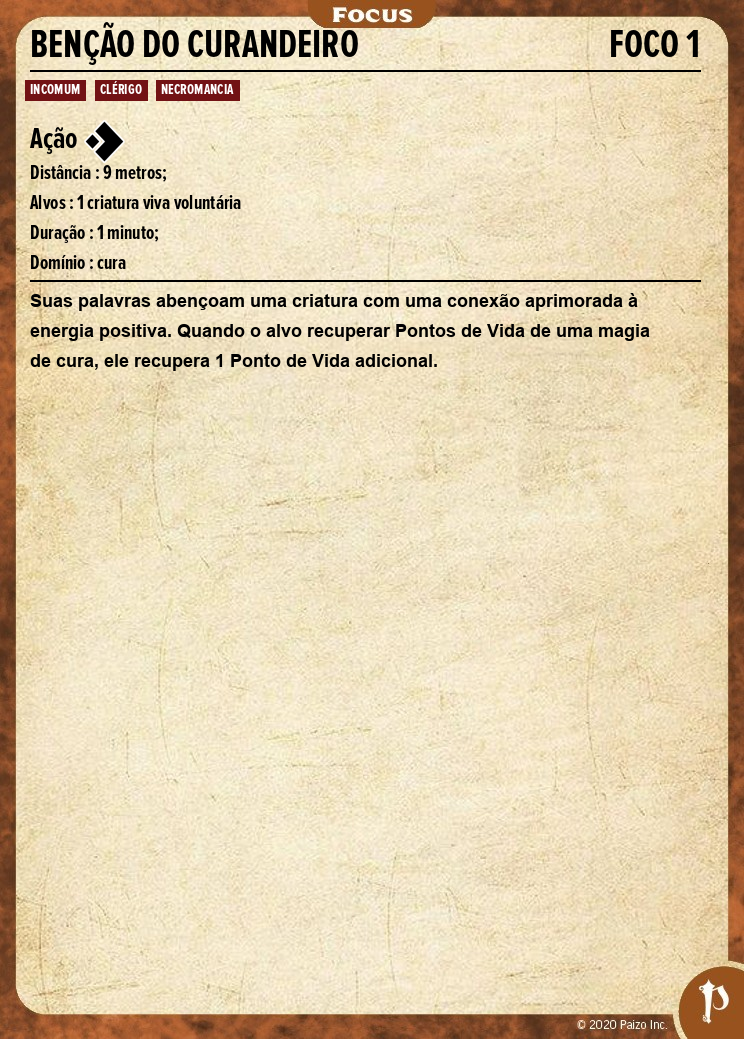 Focus
BENÇÃO DO CURANDEIRO FOCO 1
INCOMUM CLÉRIGO NECROMANCIA
Ação
Distância : 9 metros;
Alvos : 1 criatura viva voluntária
Duração : 1 minuto;
Domínio : cura
Suas palavras abençoam uma criatura com uma conexão aprimorada à
energia positiva. Quando o alvo recuperar Pontos de Vida de uma magia
de cura, ele recupera 1 Ponto de Vida adicional.
P
© 2020 Paizo Inc.